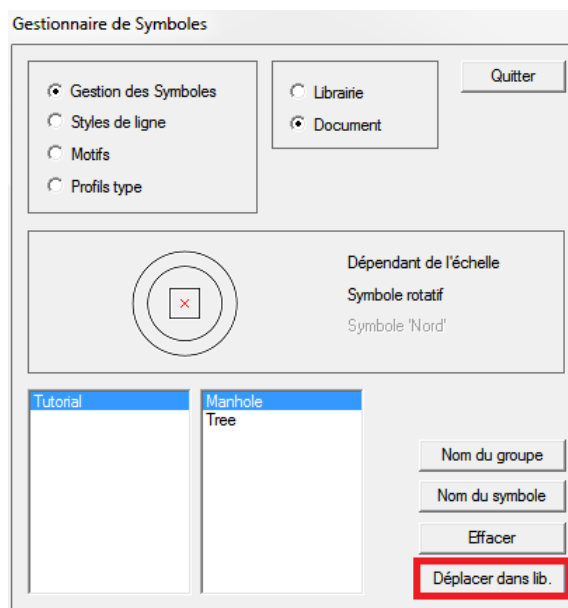 Gestionnaire de Symboles
Gestion des Symboles
Styles de ligne
Motifs
Profils type
Librairie
Document
Quitter
Dépendant de l'échelle
Symbole rotatif
Symbole 'Nord'
Tutorial
Manhole
Tree
Nom du groupe
Nom du symbole
Effacer
Déplacer dans lib.